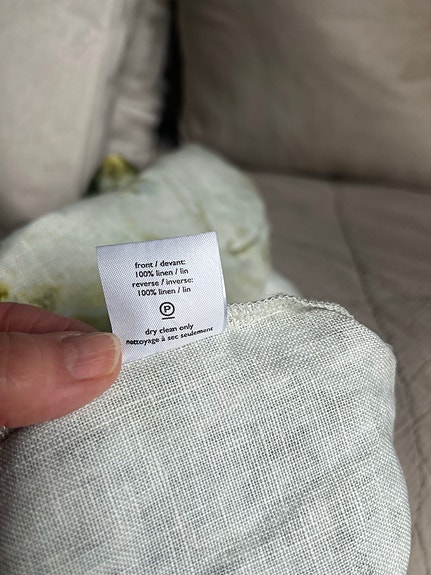 front / devant:
100% linen / lin
reverse / inverse:
100% linen / lin
P
dry clean only
nettoyage à sec seulement